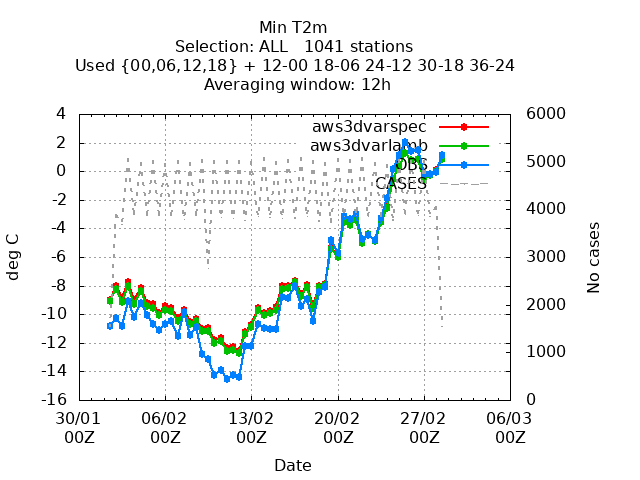 Min T2m
Selection: ALL   1041 stations
Used {00,06,12,18} + 12-00 18-06 24-12 30-18 36-24
Averaging window: 12h
aws3dvarspec
aws3dvarlamb
OBS
CASES
deg C
No cases
4
2
0
-2
-4
-6
-8
-10
-12
-14
-16
6000
5000
4000
3000
2000
1000
0
30/01 06/02 13/02 20/02 27/02 06/03
00Z 00Z 00Z 00Z 00Z 00Z
Date